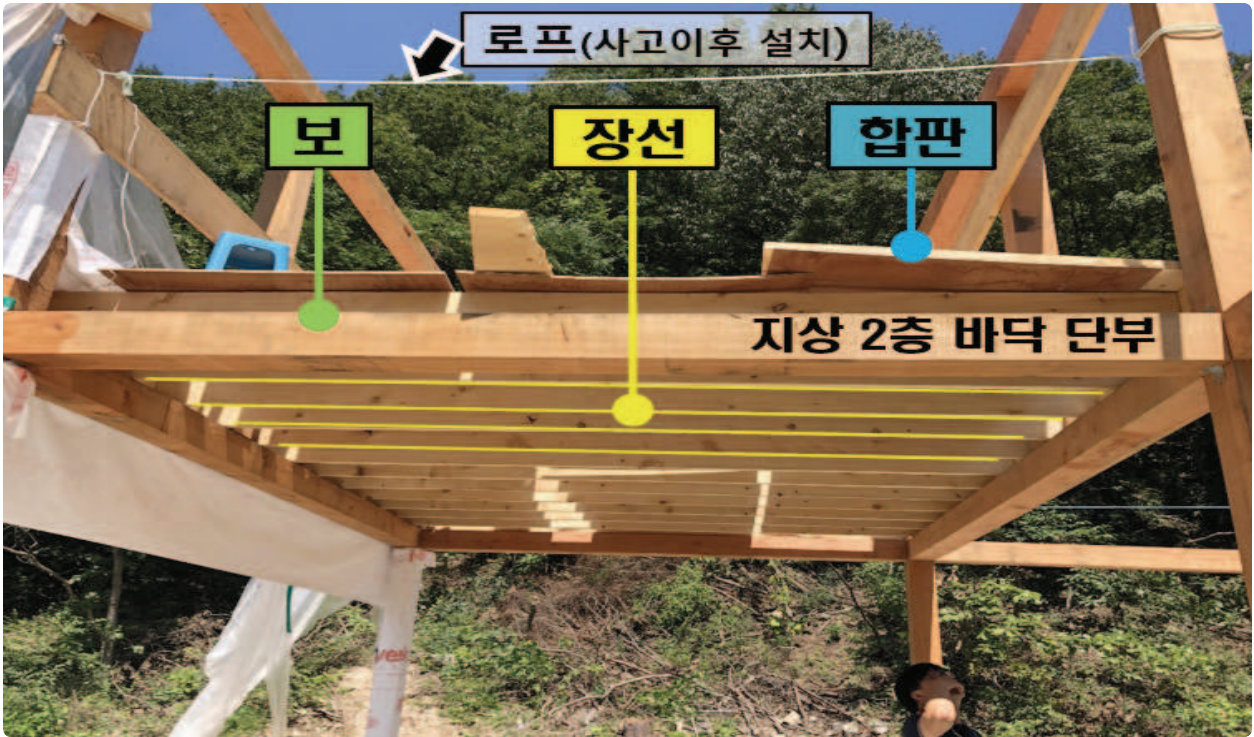 로프(사고이후 설치)
보
장선
합판
지상 2층 바닥 단부
yes